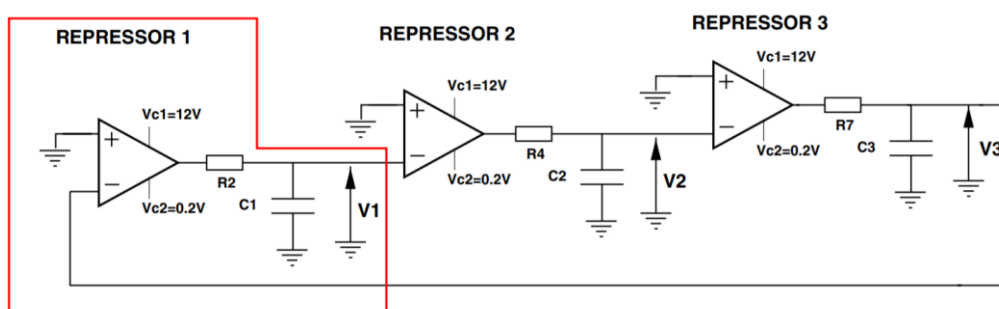 REPRESSOR 1
Vc1=12V
+
−
R2
C1
Vc2=0.2V
V1
REPRESSOR 2
Vc1=12V
+
−
R4
C2
Vc2=0.2V
V2
REPRESSOR 3
Vc1=12V
+
−
R7
C3
Vc2=0.2V
V3